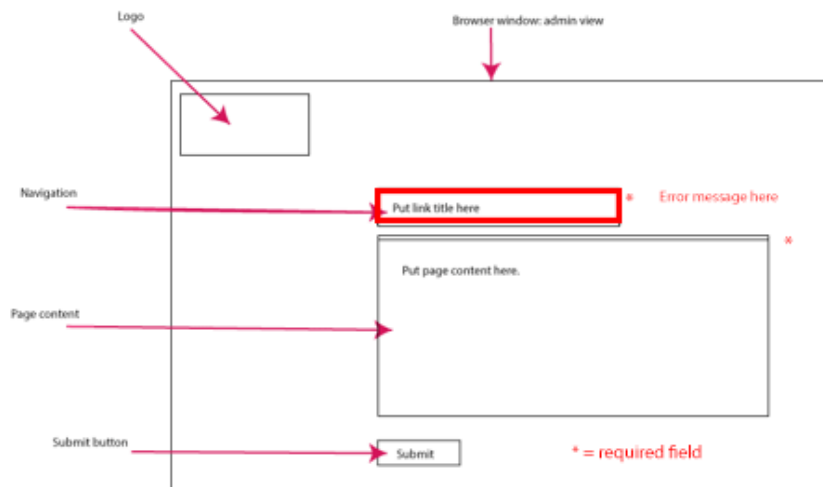 Logo
Browser window: admin view
Navigation
Put link title here
* Error message here
*
Put page content here.
Page content
Submit button
Submit
* = required field